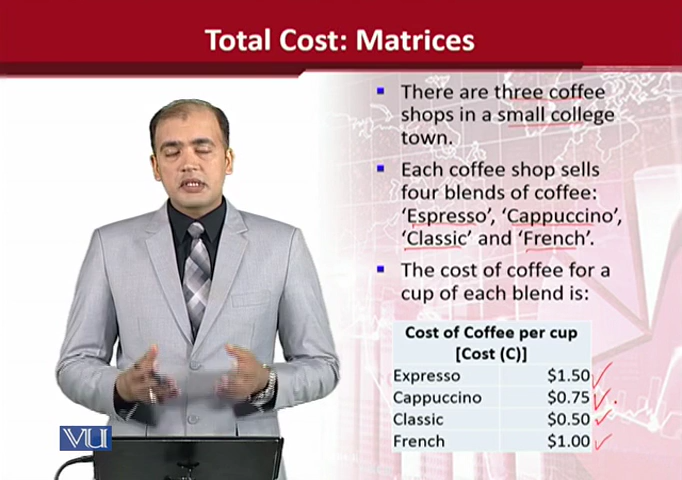 Total Cost: Matrices
▪ There are three coffee
shops in a small college
town.
▪ Each coffee shop sells
four blends of coffee:
‘Espresso’, ‘Cappuccino’,
‘Classic’ and ‘French’.
▪ The cost of coffee for a
cup of each blend is:
Cost of Coffee per cup
[Cost (C)]
Expresso $1.50
Cappuccino $0.75
Classic $0.50
French $1.00
VU